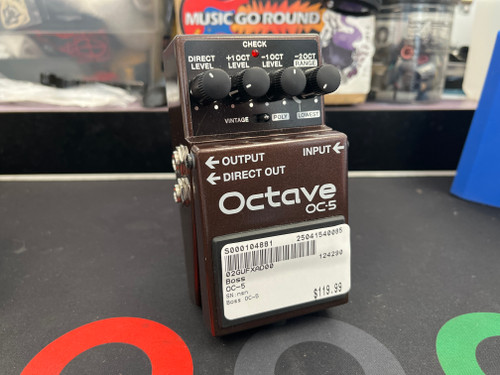 MUSIC GO ROUND
CHECK
DIRECT LEVEL
+1 OCT LEVEL
-1 OCT LEVEL
-2 OCT RANGE
VINTAGE
POLY
LOWEST
OUTPUT
INPUT
DIRECT OUT
Octave
OC-5
S000104881 25041540085
124290
02GUFXAD00
Boss
OC-5
SN:nsn
Boss OC-5
$119.99